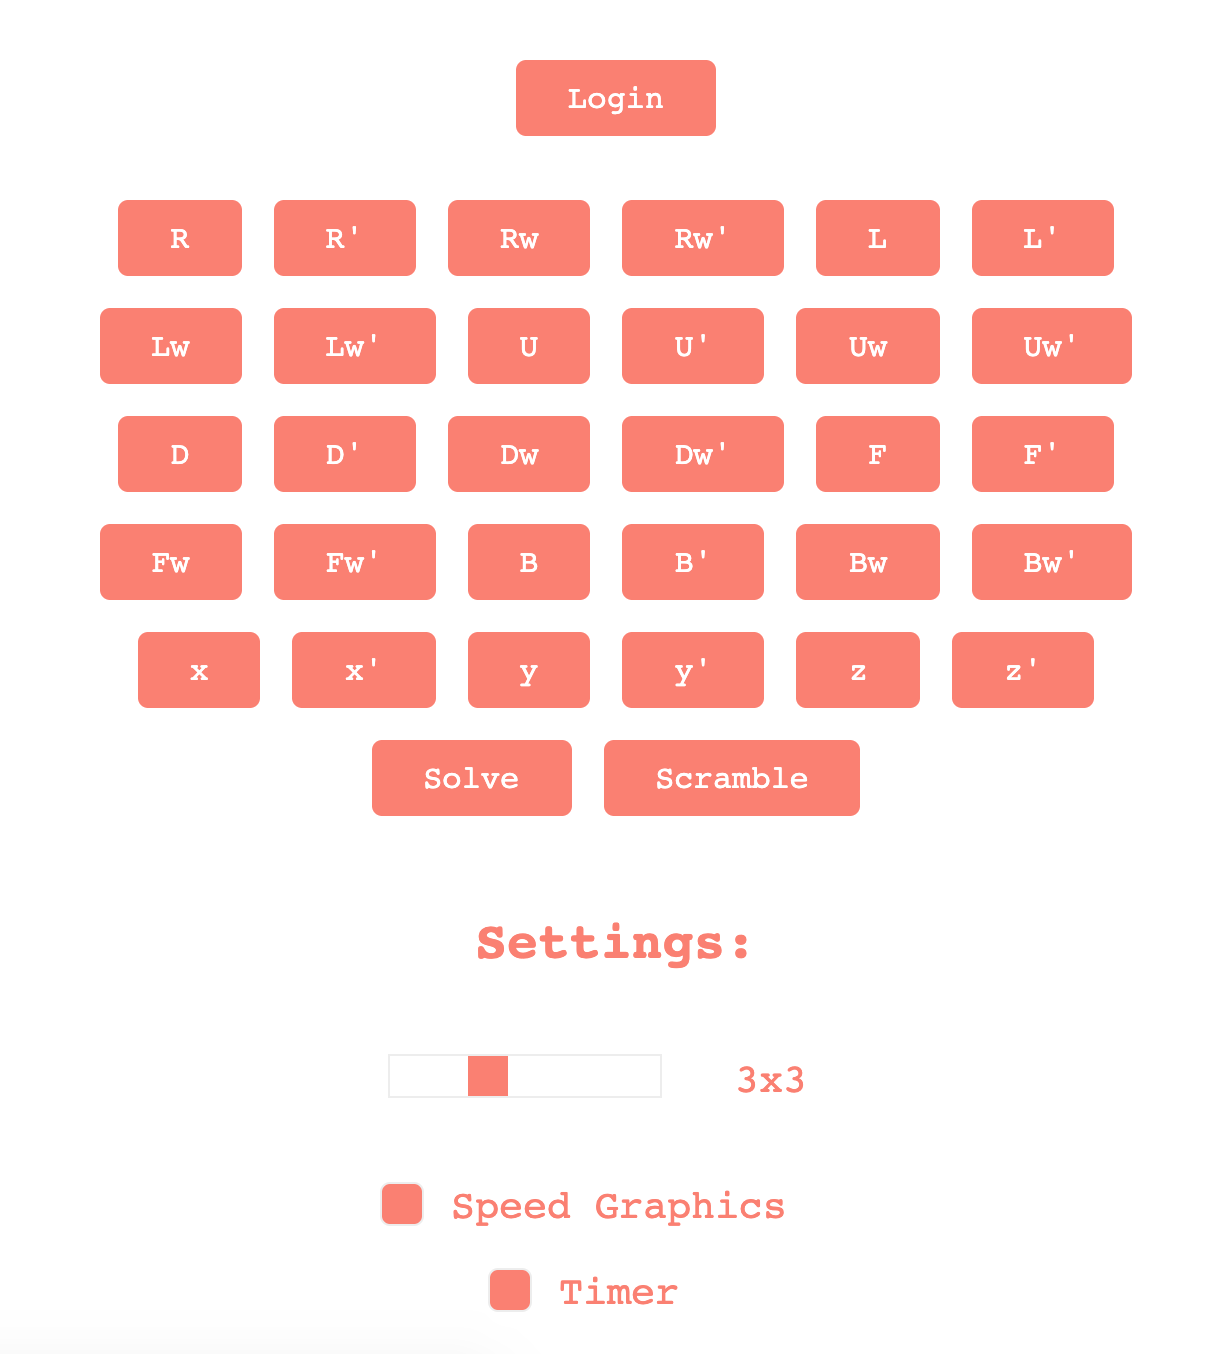 Login
R R' Rw Rw' L L'
Lw Lw' U U' Uw Uw'
D D' Dw Dw' F F'
Fw Fw' B B' Bw Bw'
x x' y y' z z'
Solve Scramble
Settings:
3x3
Speed Graphics
Timer